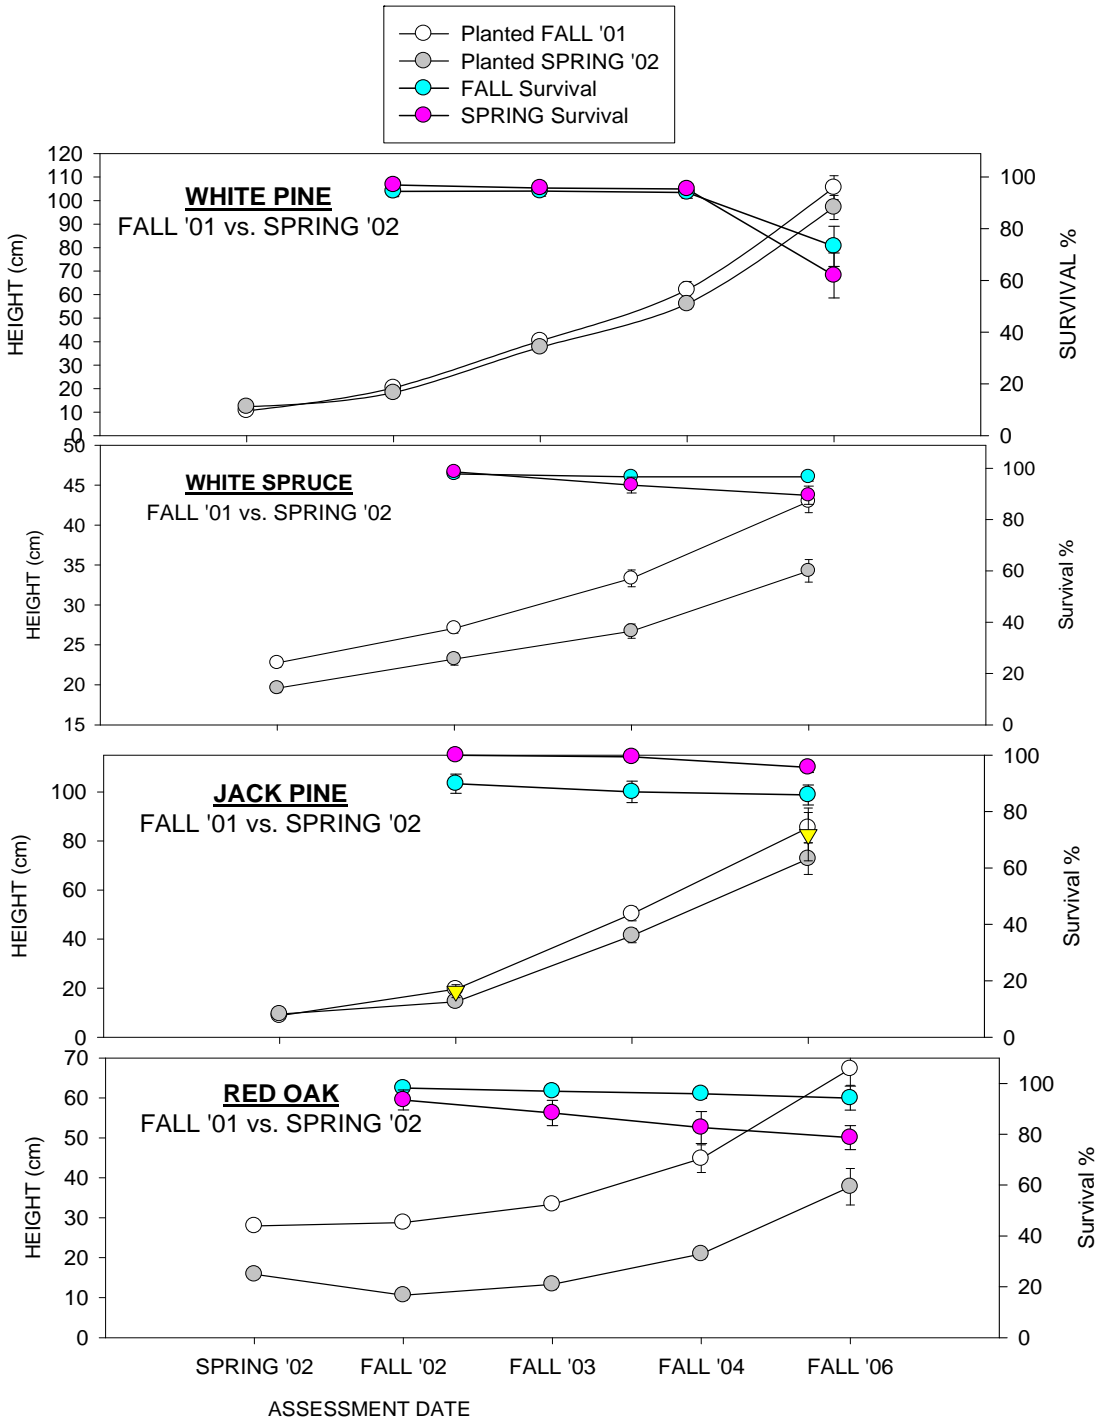 Planted FALL '01
Planted SPRING '02
FALL Survival
SPRING Survival
WHITE PINE
FALL '01 vs. SPRING '02
HEIGHT (cm)
120
110
100
90
80
70
60
50
40
30
20
10
0
SURVIVAL %
100
80
60
40
20
0
WHITE SPRUCE
FALL '01 vs. SPRING '02
HEIGHT (cm)
50
45
40
35
30
25
20
15
Survival %
100
80
60
40
20
0
JACK PINE
FALL '01 vs. SPRING '02
HEIGHT (cm)
100
80
60
40
20
0
Survival %
100
80
60
40
20
0
RED OAK
FALL '01 vs. SPRING '02
HEIGHT (cm)
70
60
50
40
30
20
10
0
Survival %
100
80
60
40
20
0
SPRING '02 FALL '02 FALL '03 FALL '04 FALL '06
ASSESSMENT DATE